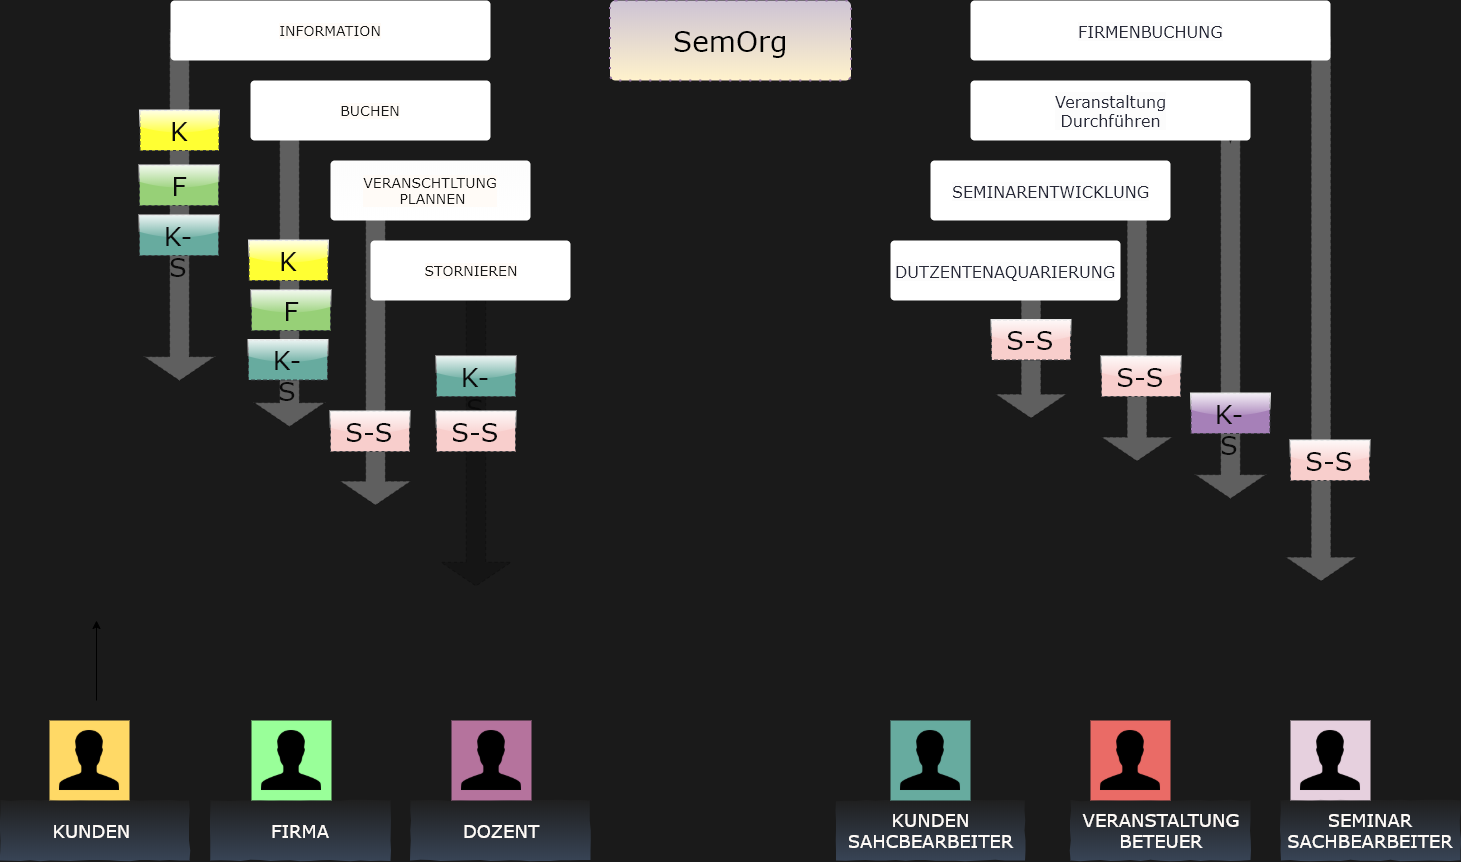 INFORMATION
SemOrg
FIRMENBUCHUNG
BUCHEN
Veranstaltung
Durchführen
K
VERANSCHTLTUNG
PLANNEN
SEMINARENTWICKLUNG
F
K-
S
STORNIEREN
DUTZENTENAQUARIERUNG
K
F
K-
S
S-S
K-
S
S-S
S-S
S-S
K-
S
S-S
KUNDEN
FIRMA
DOZENT
KUNDEN
SAHCBEARBEITER
VERANSTALTUNG
BETEUER
SEMINAR
SACHBEARBEITER